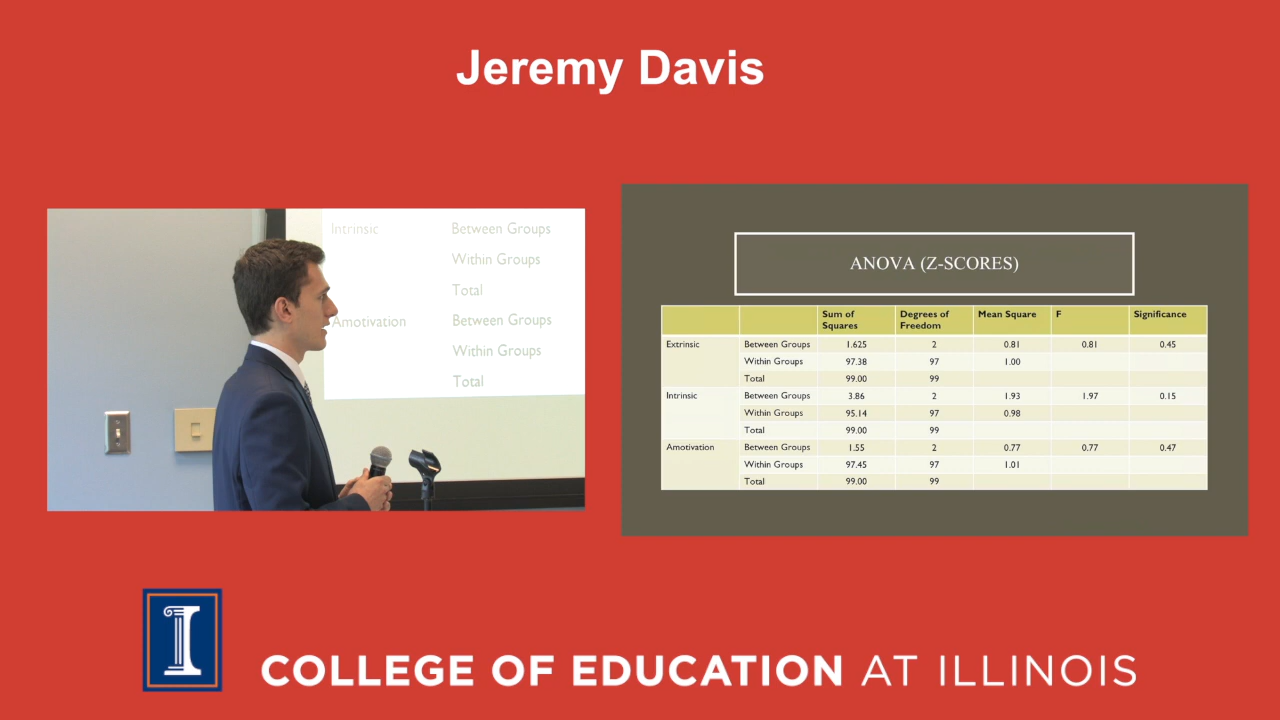 Jeremy Davis
Intrinsic Between Groups
Within Groups
Total
Amotivation Between Groups
Within Groups
Total
ANOVA (Z-SCORES)
Sum of Squares Degrees of Freedom Mean Square F Significance
Extrinsic Between Groups 1.625 2 0.81 0.81 0.45
Within Groups 97.38 97 1.00
Total 99.00 99
Intrinsic Between Groups 3.86 2 1.93 1.97 0.15
Within Groups 95.14 97 0.98
Total 99.00 99
Amotivation Between Groups 1.55 2 0.77 0.77 0.47
Within Groups 97.45 97 1.01
Total 99.00 99
I
COLLEGE OF EDUCATION AT ILLINOIS